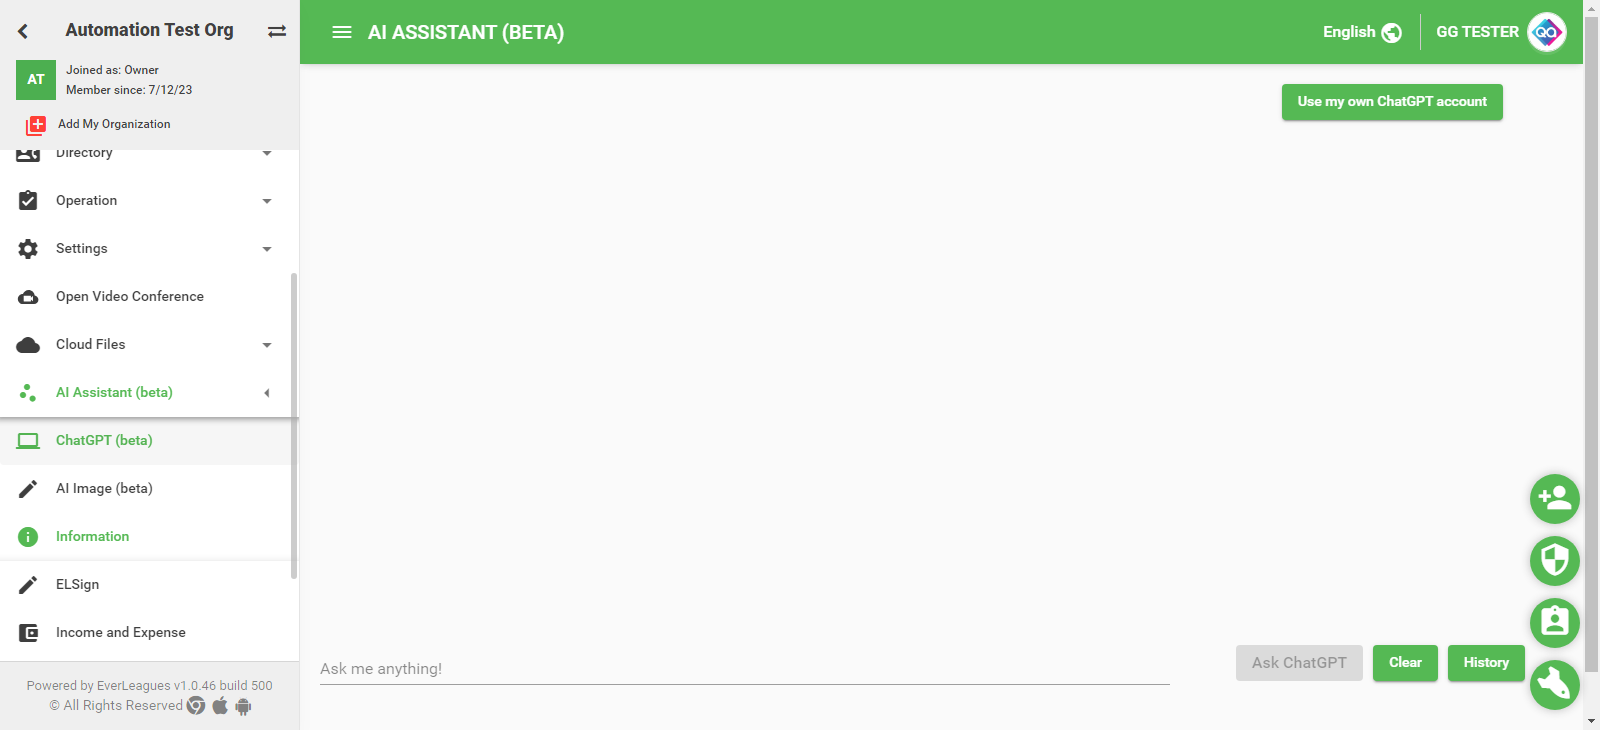 Automation Test Org
AT
Joined as: Owner
Member since: 7/12/23
Add My Organization
Directory
Operation
Settings
Open Video Conference
Cloud Files
AI Assistant (beta)
ChatGPT (beta)
AI Image (beta)
Information
ELSign
Income and Expense
Powered by EverLeagues v1.0.46 build 500
© All Rights Reserved
AI ASSISTANT (BETA)
English
GG TESTER
QA
Use my own ChatGPT account
Ask me anything!
Ask ChatGPT
Clear
History